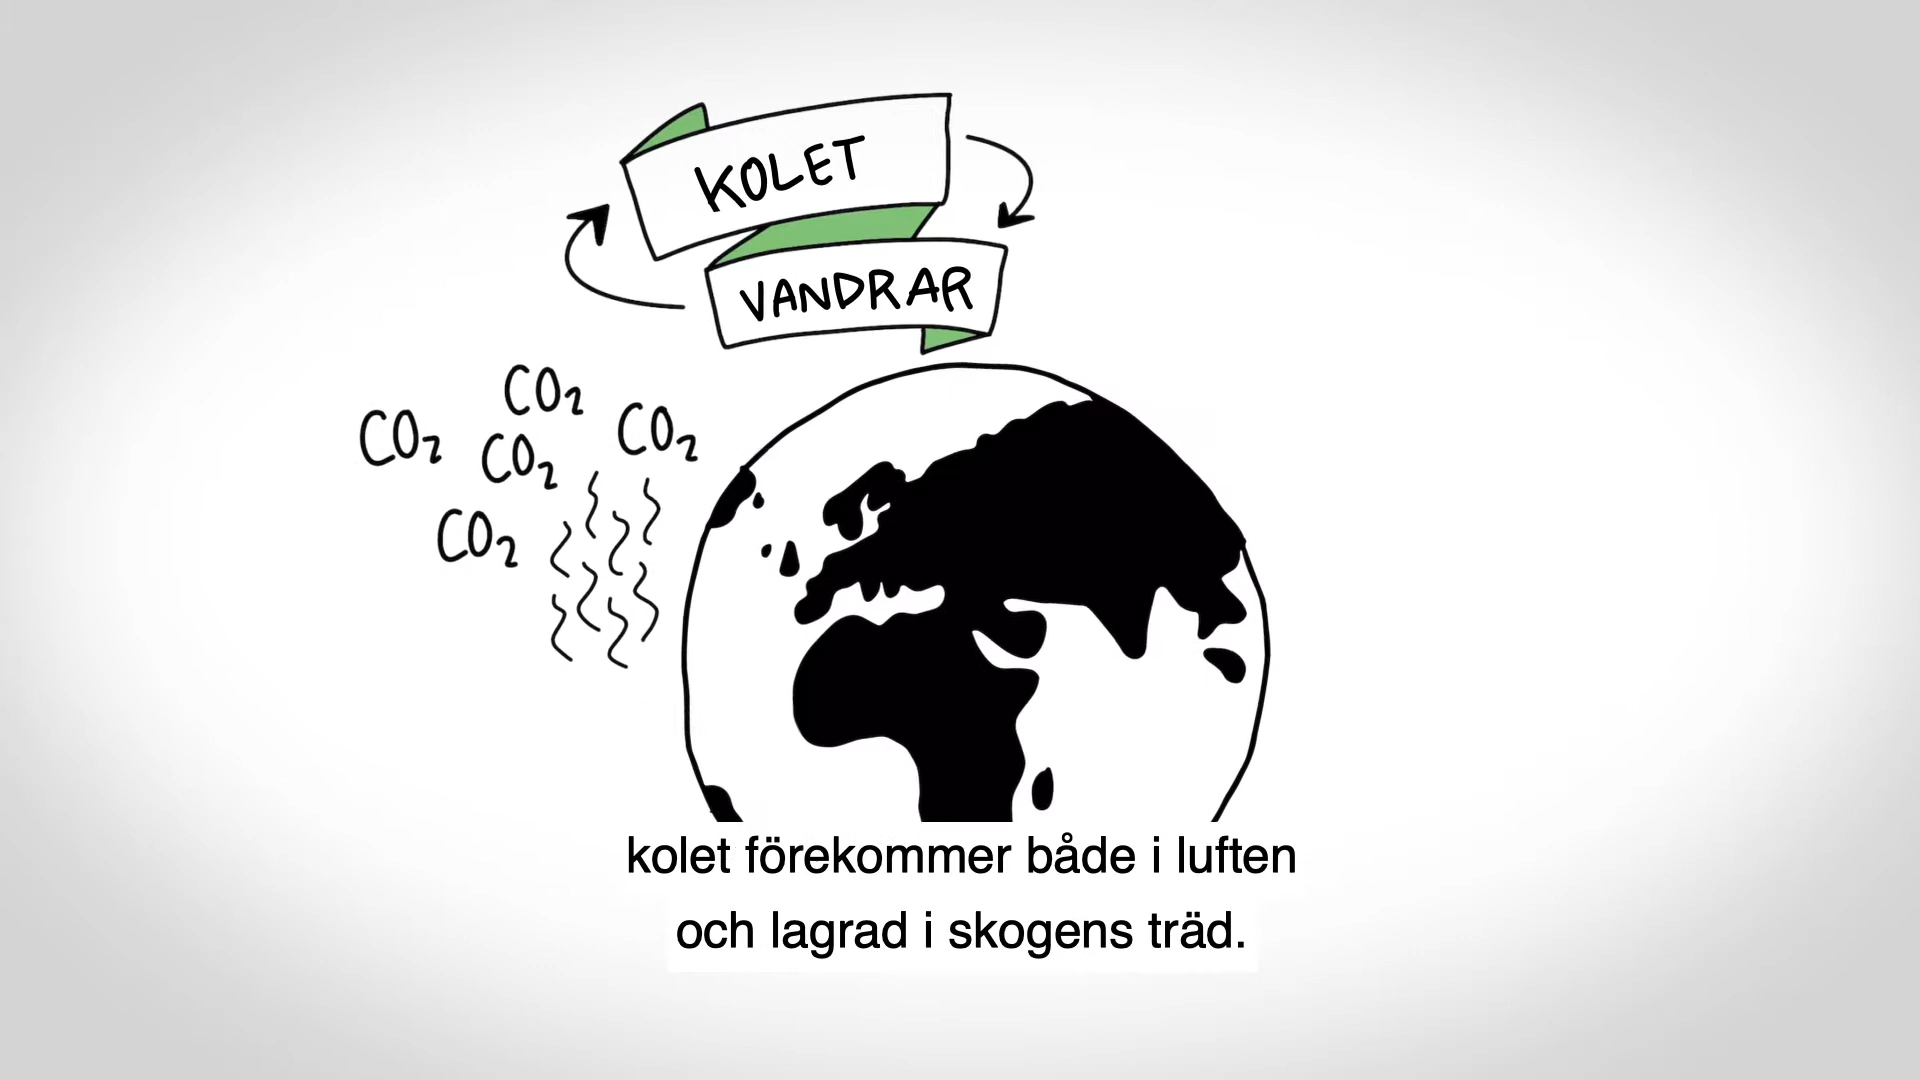 KOLET
VANDRAR
CO₂
CO₂
CO₂
CO₂
CO₂
kolet förekommer både i luften
och lagrad i skogens träd.